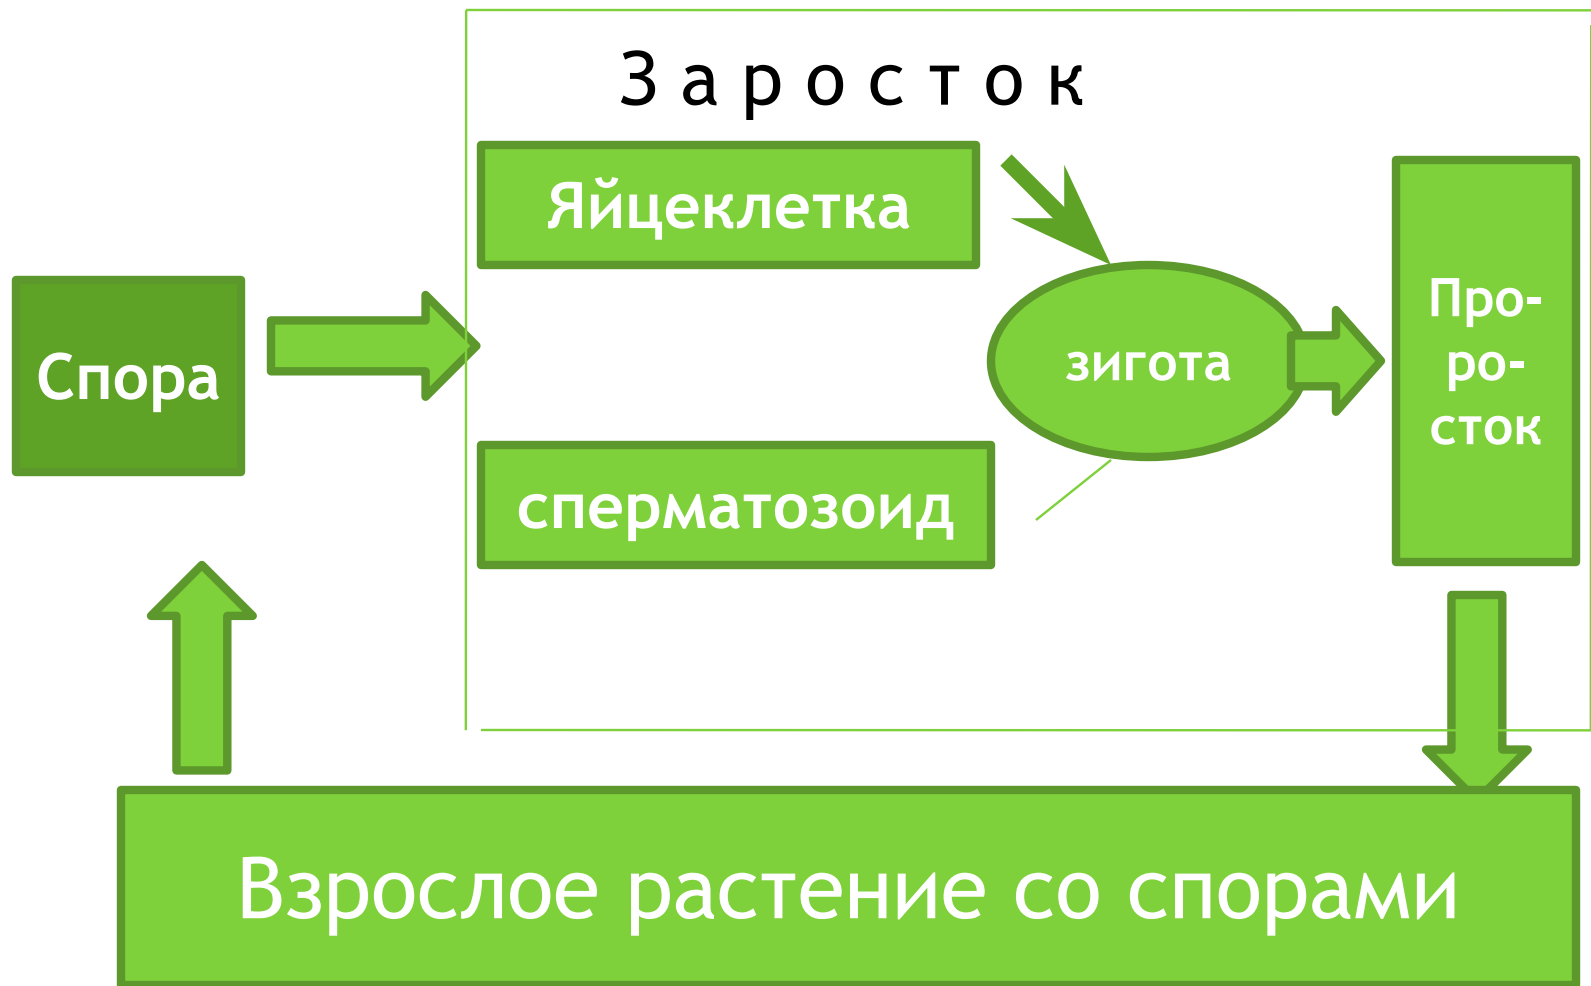 З а р о с т о к
Яйцеклетка
Спора
зигота
Про-
ро-
сток
сперматозоид
Взрослое растение со спорами